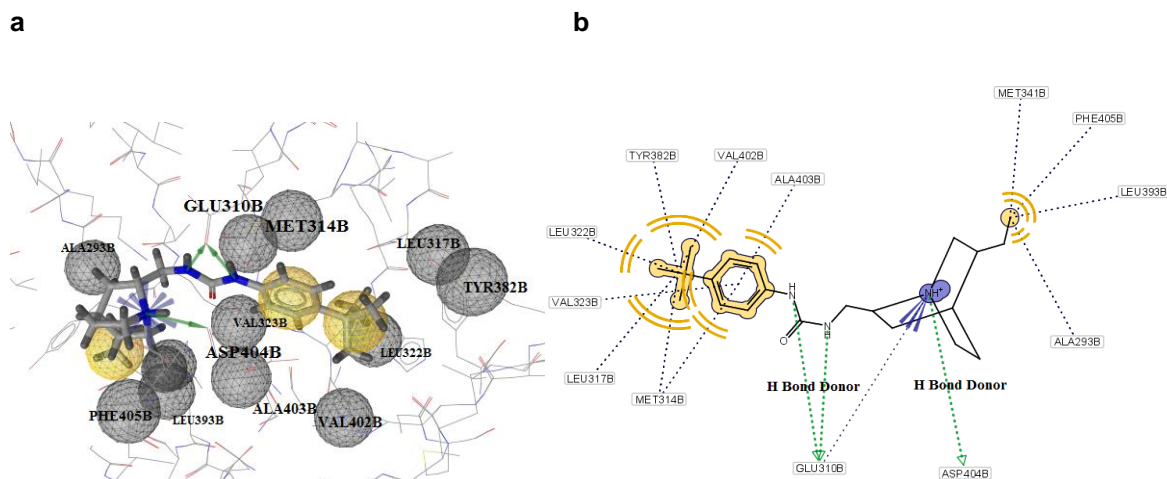 a
b
GLU310B
MET314B
ALA293B
LEU317B
TYR382B
VAL323B
ASP404B
LEU322B
PHE405B
LEU393B
ALA403B
VAL402B
MET341B
PHE405B
TYR382B
VAL402B
ALA403B
LEU393B
LEU322B
VAL323B
NH+
H
N
O
N
H
ALA293B
LEU317B
MET314B
H Bond Donor
H Bond Donor
GLU310B
ASP404B